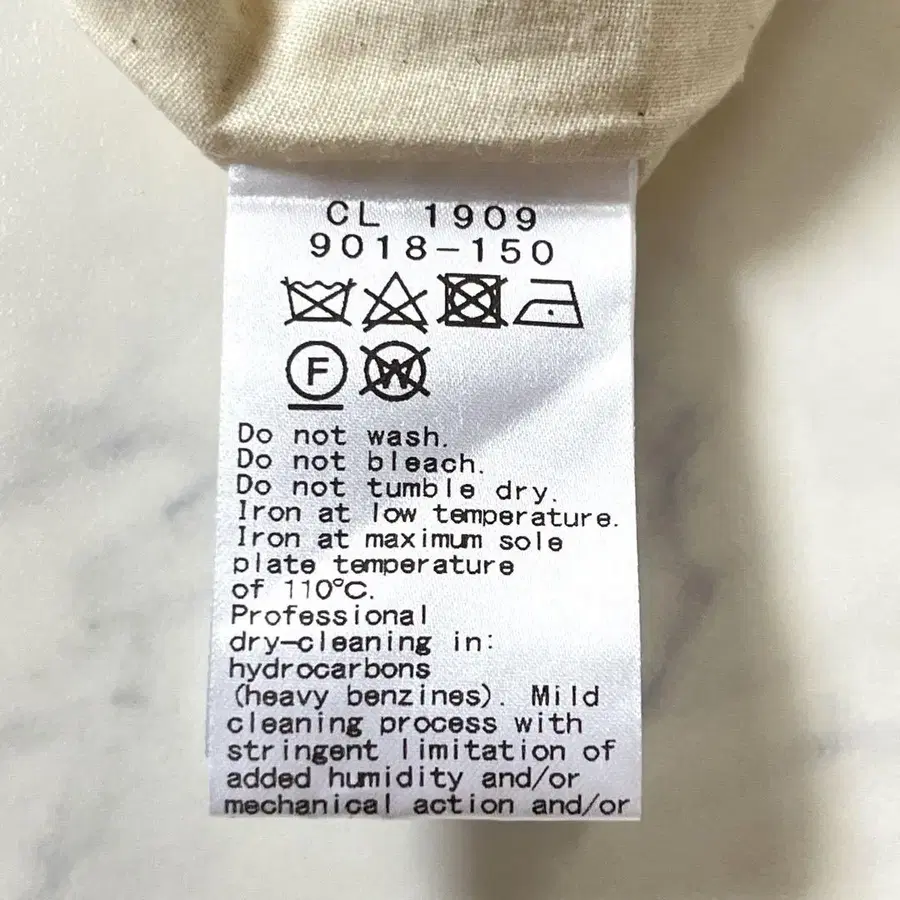 CL 1909
9018-150
F W
Do not wash.
Do not bleach.
Do not tumble dry.
Iron at low temperature.
Iron at maximum sole
plate temperature
of 110°C.
Professional
dry-cleaning in:
hydrocarbons
(heavy benzines). Mild
cleaning process with
stringent limitation of
added humidity and/or
mechanical action and/or